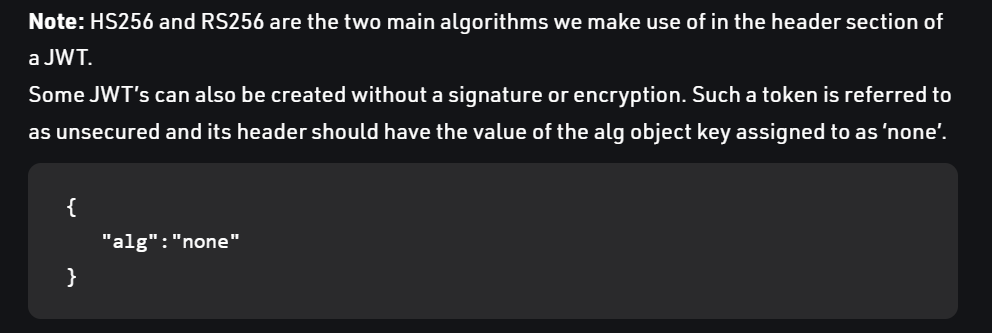 Note: HS256 and RS256 are the two main algorithms we make use of in the header section of
a JWT.
Some JWT's can also be created without a signature or encryption. Such a token is referred to
as unsecured and its header should have the value of the alg object key assigned to as 'none'.
{
"alg":"none"
}